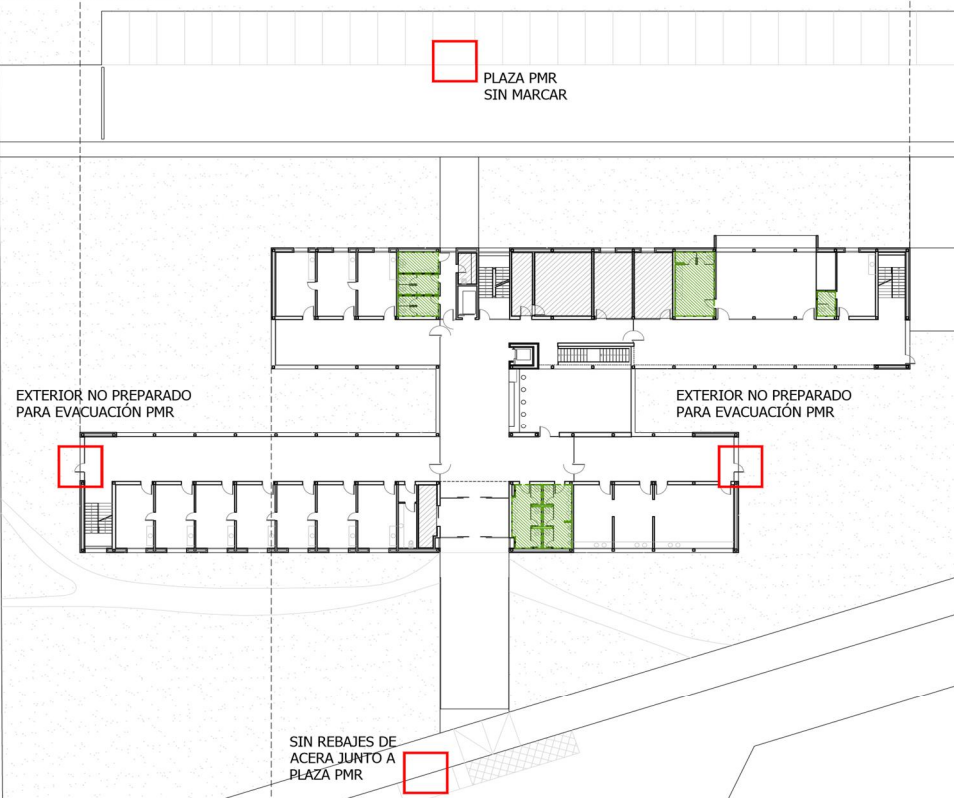 PLAZA PMR
SIN MARCAR
EXTERIOR NO PREPARADO
PARA EVACUACIÓN PMR
EXTERIOR NO PREPARADO
PARA EVACUACIÓN PMR
SIN REBAJES DE
ACERA JUNTO A
PLAZA PMR